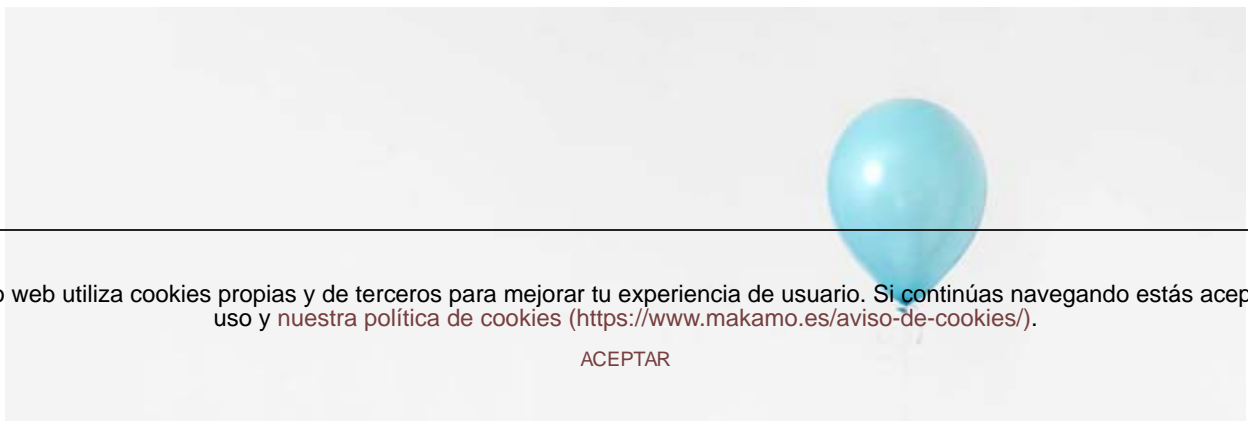 web utiliza cookies propias y de terceros para mejorar tu experiencia de usuario. Si continúas navegando estás
uso y nuestra política de cookies (https://www.makamo.es/aviso-de-cookies/).
ACEPTAR